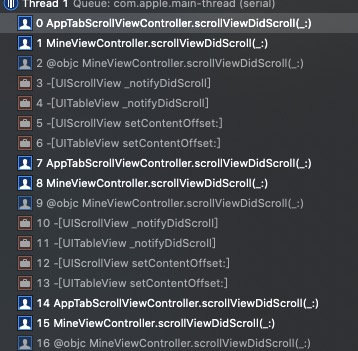 Thread 1 Queue: com.apple.main-thread (serial)
0 AppTabScrollViewController.scrollViewDidScroll(_:)
1 MineViewController.scrollViewDidScroll(_:)
2 @objc MineViewController.scrollViewDidScroll(_:)
3 -[UIScrollView _notifyDidScroll]
4 -[UITableView _notifyDidScroll]
5 -[UIScrollView setContentOffset:]
6 -[UITableView setContentOffset:]
7 AppTabScrollViewController.scrollViewDidScroll(_:)
8 MineViewController.scrollViewDidScroll(_:)
9 @objc MineViewController.scrollViewDidScroll(_:)
10 -[UIScrollView _notifyDidScroll]
11 -[UITableView _notifyDidScroll]
12 -[UIScrollView setContentOffset:]
13 -[UITableView setContentOffset:]
14 AppTabScrollViewController.scrollViewDidScroll(_:)
15 MineViewController.scrollViewDidScroll(_:)
16 @objc MineViewController.scrollViewDidScroll(_:)